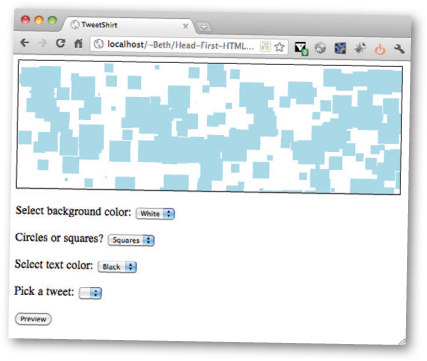 TweetShirt
localhost/~Beth/Head-First-HTML...
Select background color: White
Circles or squares? Squares
Select text color: Black
Pick a tweet:
Preview